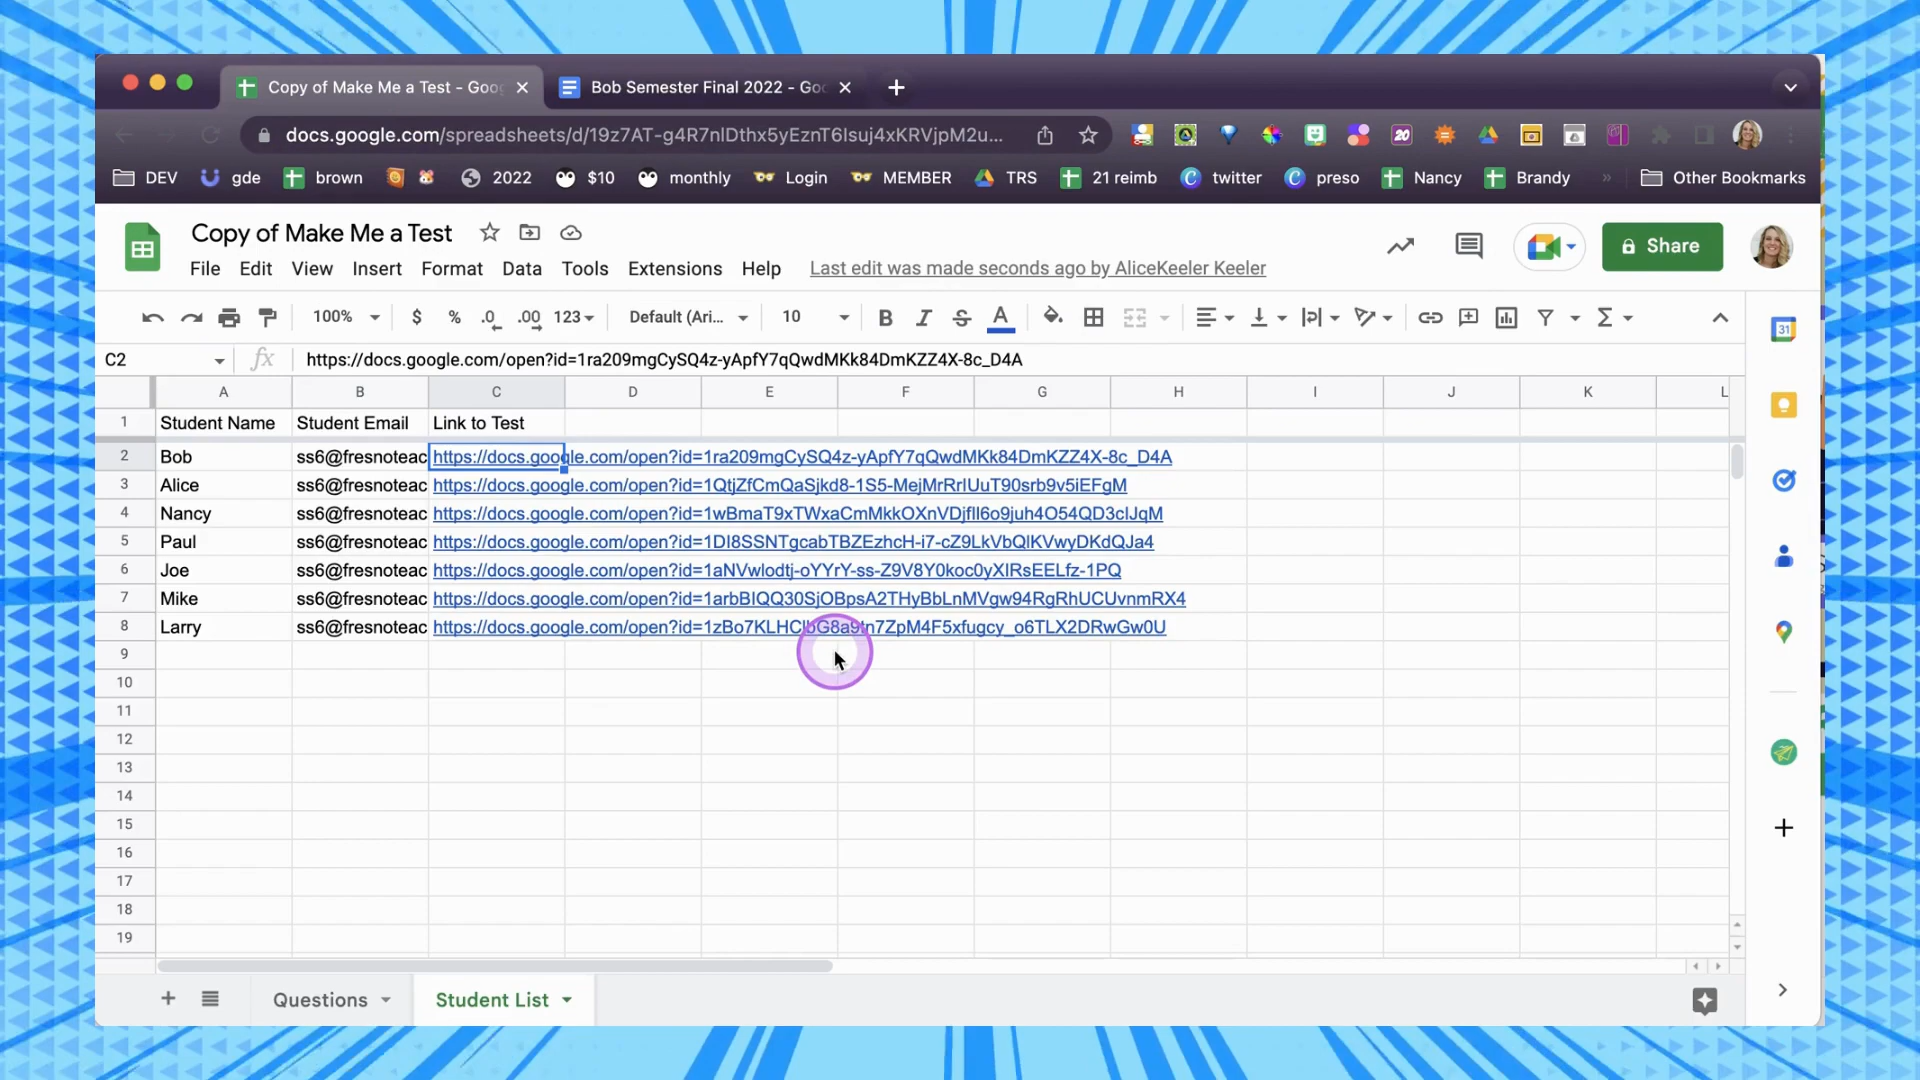 Copy of Make Me a Test - Goog
Bob Semester Final 2022 - Goo
docs.google.com/spreadsheets/d/19z7AT-g4R7nlDthx5yEznT6Isuj4xKRVjpM2u...
20
DEV gde brown 2022 $10 monthly Login MEMBER TRS 21 reimb twitter preso Nancy Brandy » Other Bookmarks
Copy of Make Me a Test
Share
File Edit View Insert Format Data Tools Extensions Help Last edit was made seconds ago by AliceKeeler Keeler
100% $ % .0 .00 123 Default (Ari... 10 B I S A Σ
31
C2 fx https://docs.google.com/open?id=1ra209mgCySQ4z-yApfY7qQwdMKk84DmKZZ4X-8c_D4A
A B C D E F G H I J K L
1 Student Name Student Email Link to Test
2 Bob ss6@fresnoteac https://docs.google.com/open?id=1ra209mgCySQ4z-yApfY7qQwdMKk84DmKZZ4X-8c_D4A
3 Alice ss6@fresnoteac https://docs.google.com/open?id=1QtjZfCmQaSjkd8-1S5-MejMrRrIUuT90srb9v5iEFgM
4 Nancy ss6@fresnoteac https://docs.google.com/open?id=1wBmaT9xTWxaCmMkkOXnVDjfll6o9juh4O54QD3clJqM
5 Paul ss6@fresnoteac https://docs.google.com/open?id=1DI8SSNTgcabTBZEzhcH-i7-cZ9LkVbQlKVwyDKdQJa4
6 Joe ss6@fresnoteac https://docs.google.com/open?id=1aNVwlodtj-oYYrY-ss-Z9V8Y0koc0yXIRsEELfz-1PQ
7 Mike ss6@fresnoteac https://docs.google.com/open?id=1arbBIQQ30SjOBpsA2THyBbLnMVgw94RgRhUCUvnmRX4
8 Larry ss6@fresnoteac https://docs.google.com/open?id=1zBo7KLHClbG8a9tn7ZpM4F5xfugcy_o6TLX2DRwGw0U
9
10
11
12
13
14
15
16
17
18
19
Questions Student List